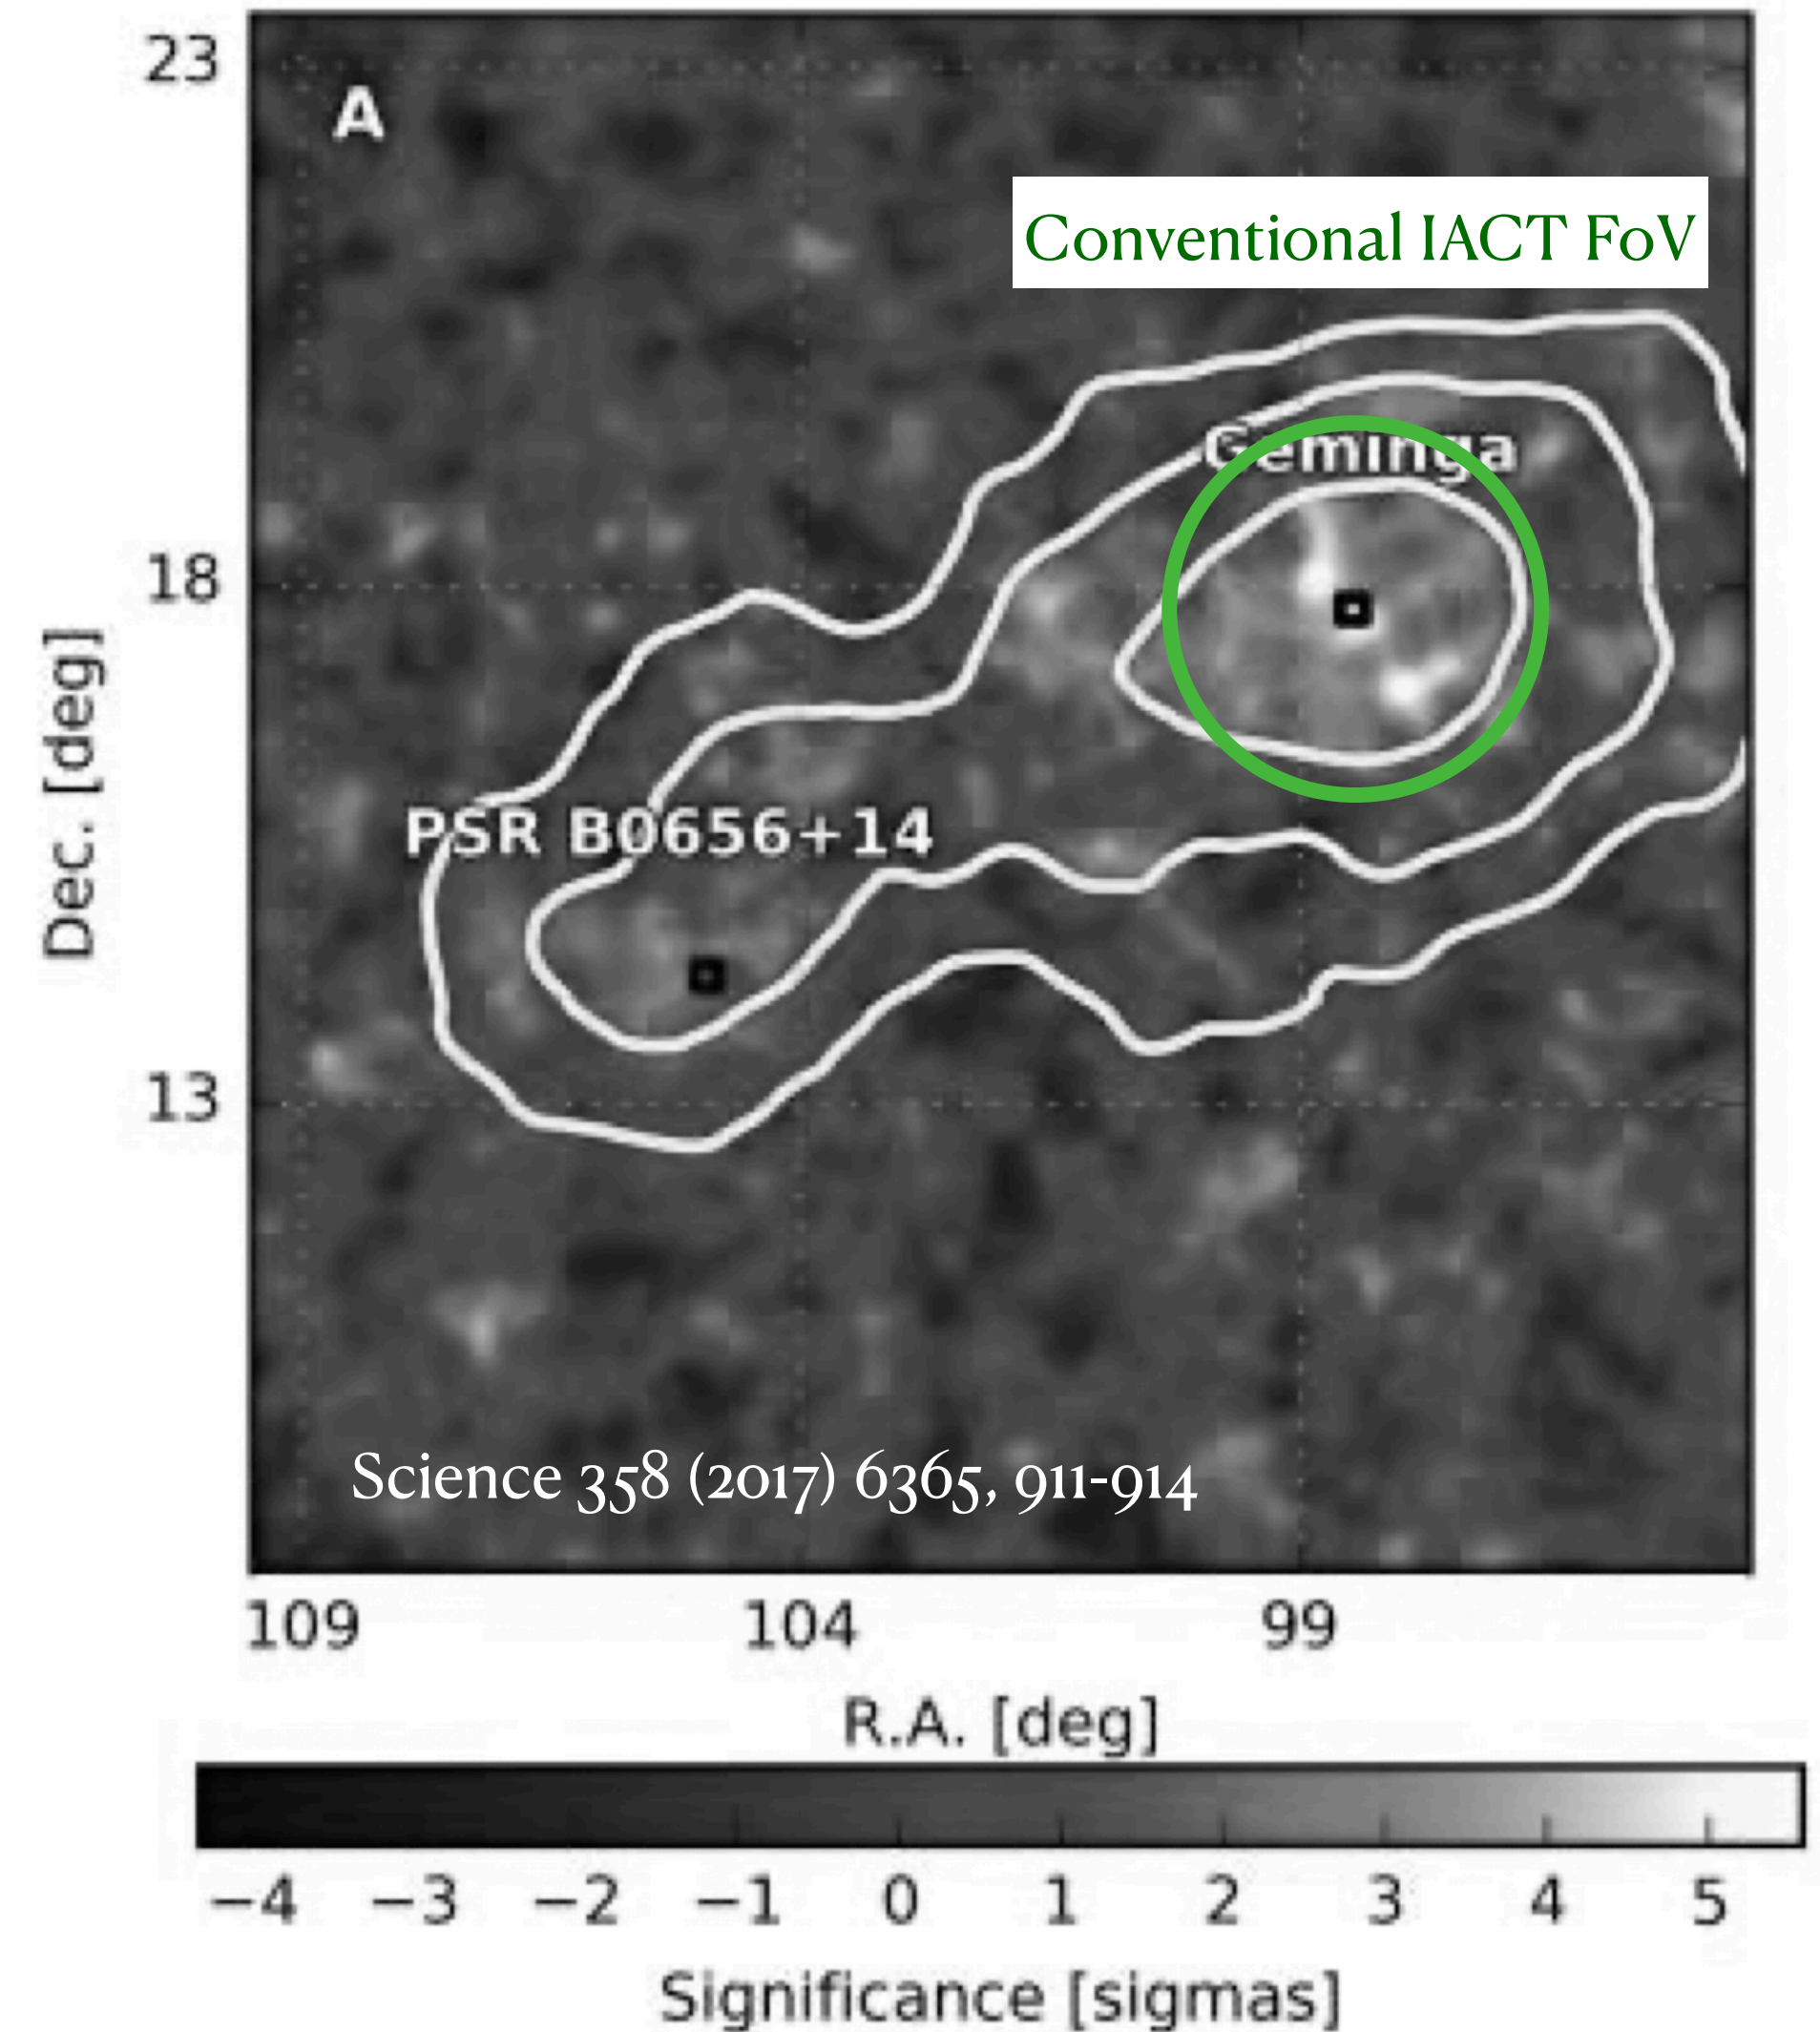 23
A
Conventional IACT FoV
Geminga
18
Dec. [deg]
PSR B0656+14
13
Science 358 (2017) 6365, 911-914
109 104 99
R.A. [deg]
−4 −3 −2 −1 0 1 2 3 4 5
Significance [sigmas]